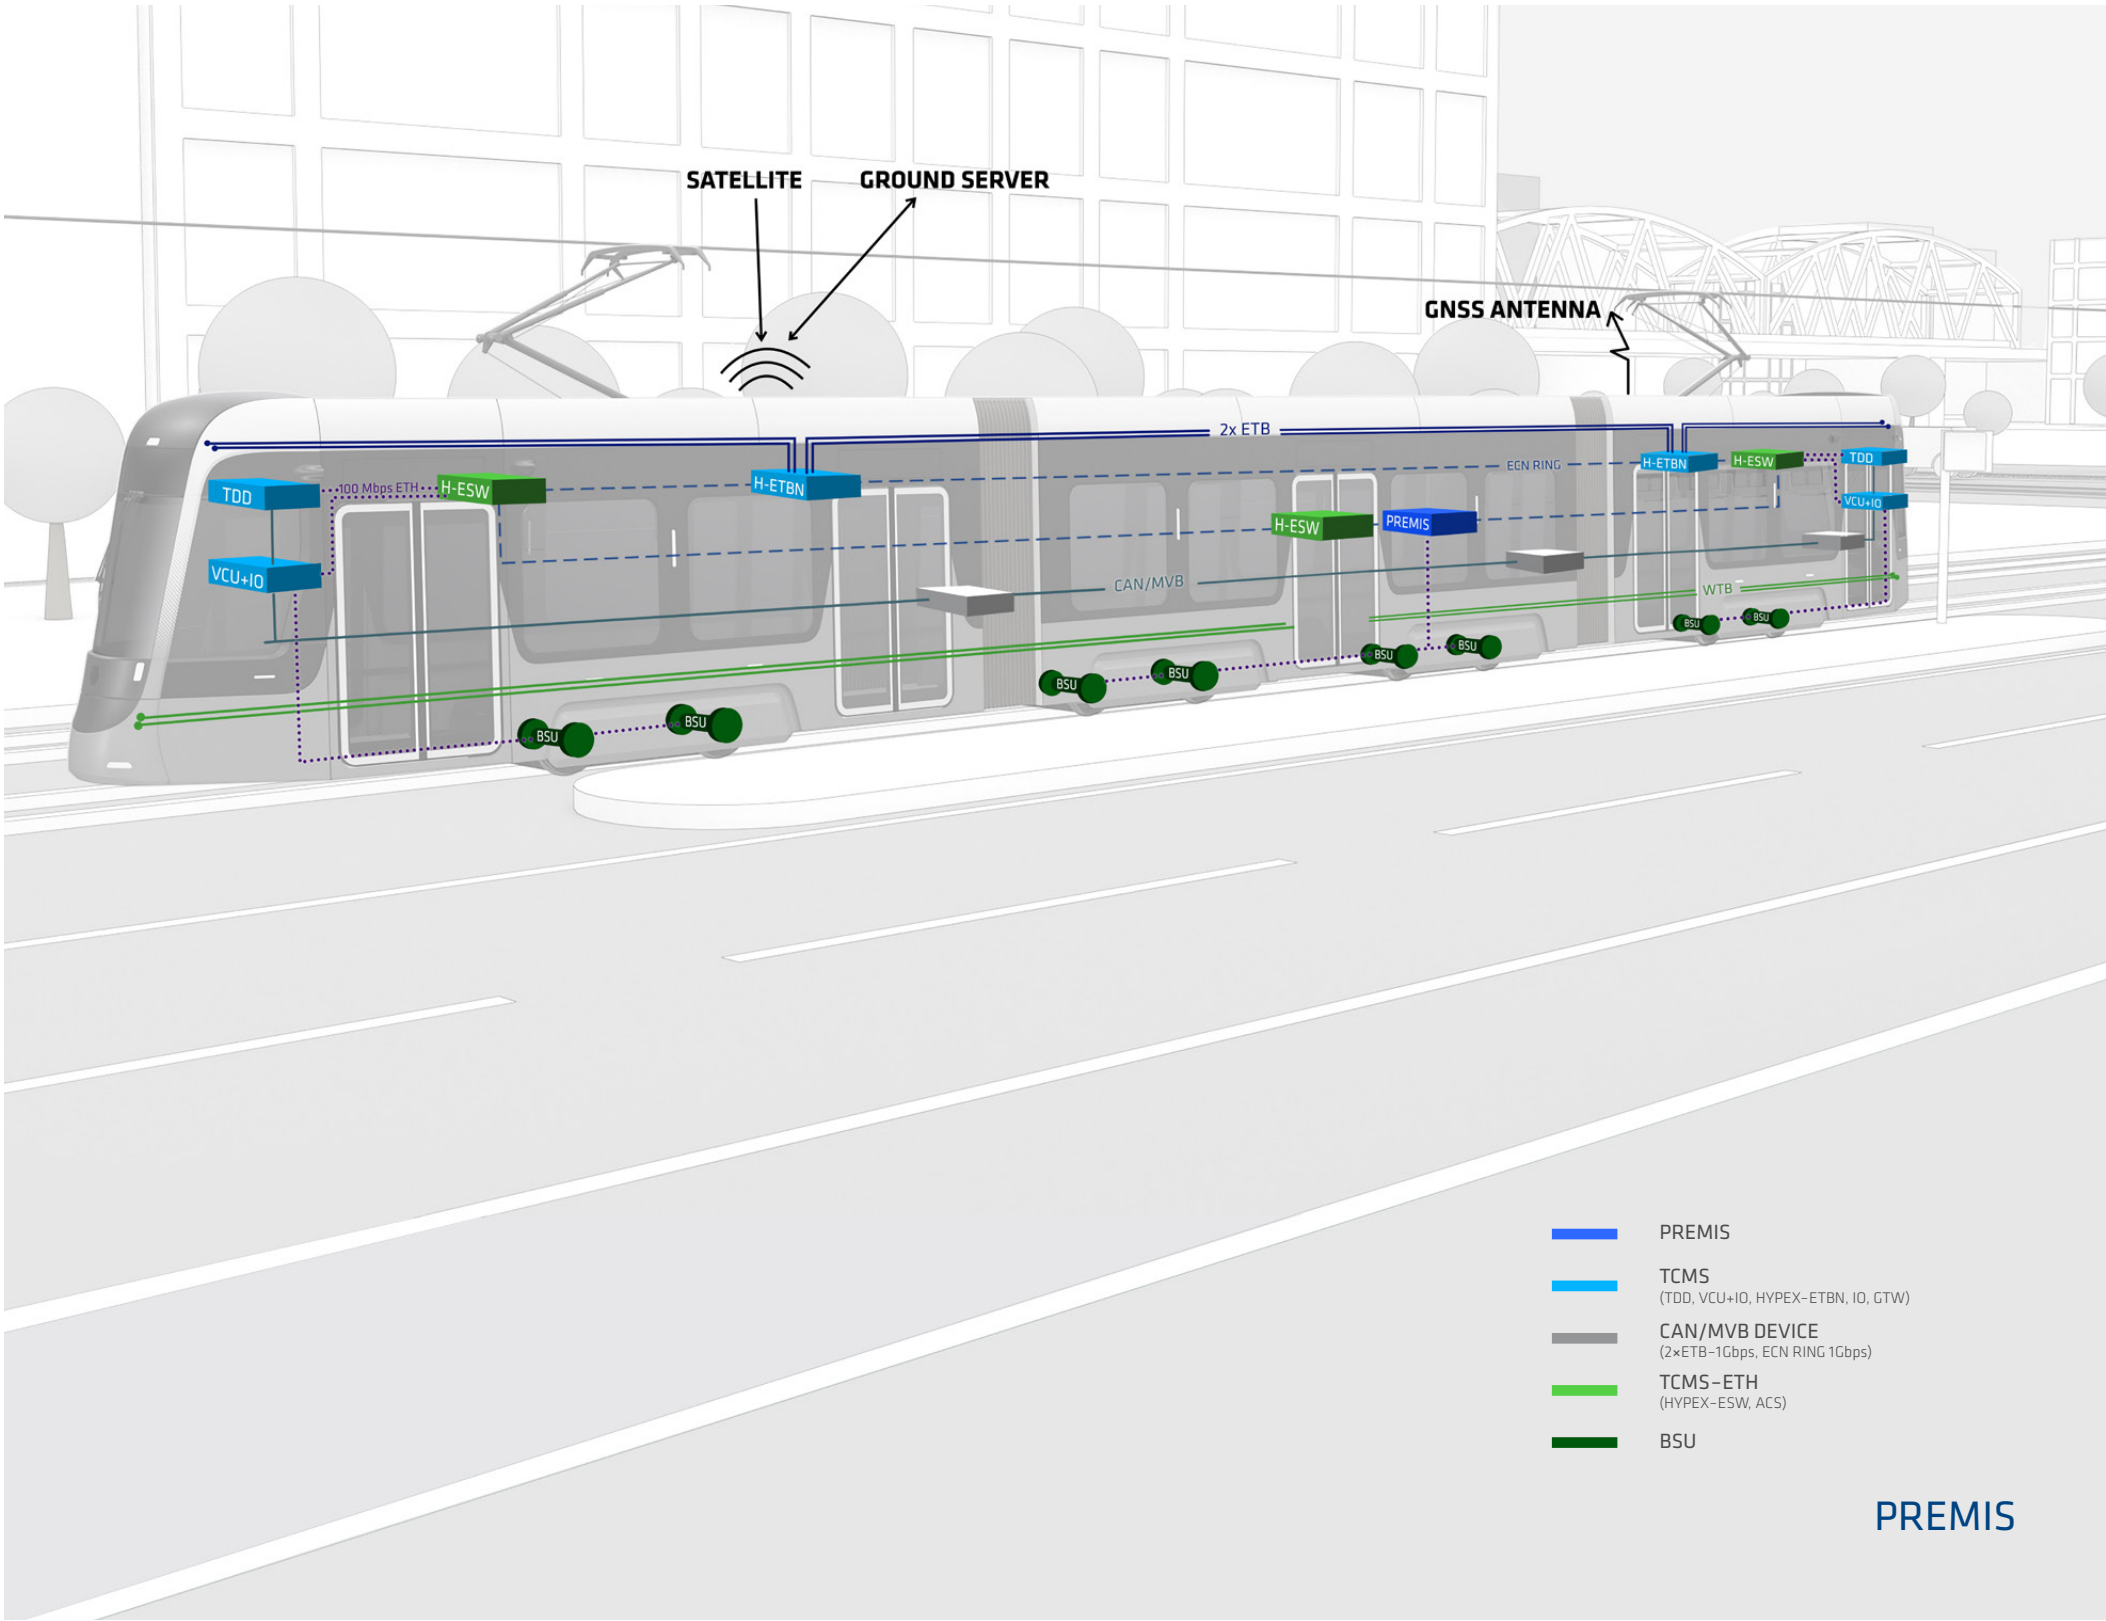 SATELLITE
GROUND SERVER
GNSS ANTENNA
2x ETB
TDD
100 Mbps ETH
H-ESW
H-ETBN
ECN RING
H-ETBN
H-ESW
TDD
VCU+IO
H-ESW
PREMIS
VCU+IO
CAN/MVB
WTB
BSU
BSU
BSU
BSU
BSU
BSU
BSU
BSU
PREMIS
TCMS
(TDD, VCU+IO, HYPEX-ETBN, IO, GTW)
CAN/MVB DEVICE
(2×ETB-1Gbps, ECN RING 1Gbps)
TCMS-ETH
(HYPEX-ESW, ACS)
BSU
PREMIS